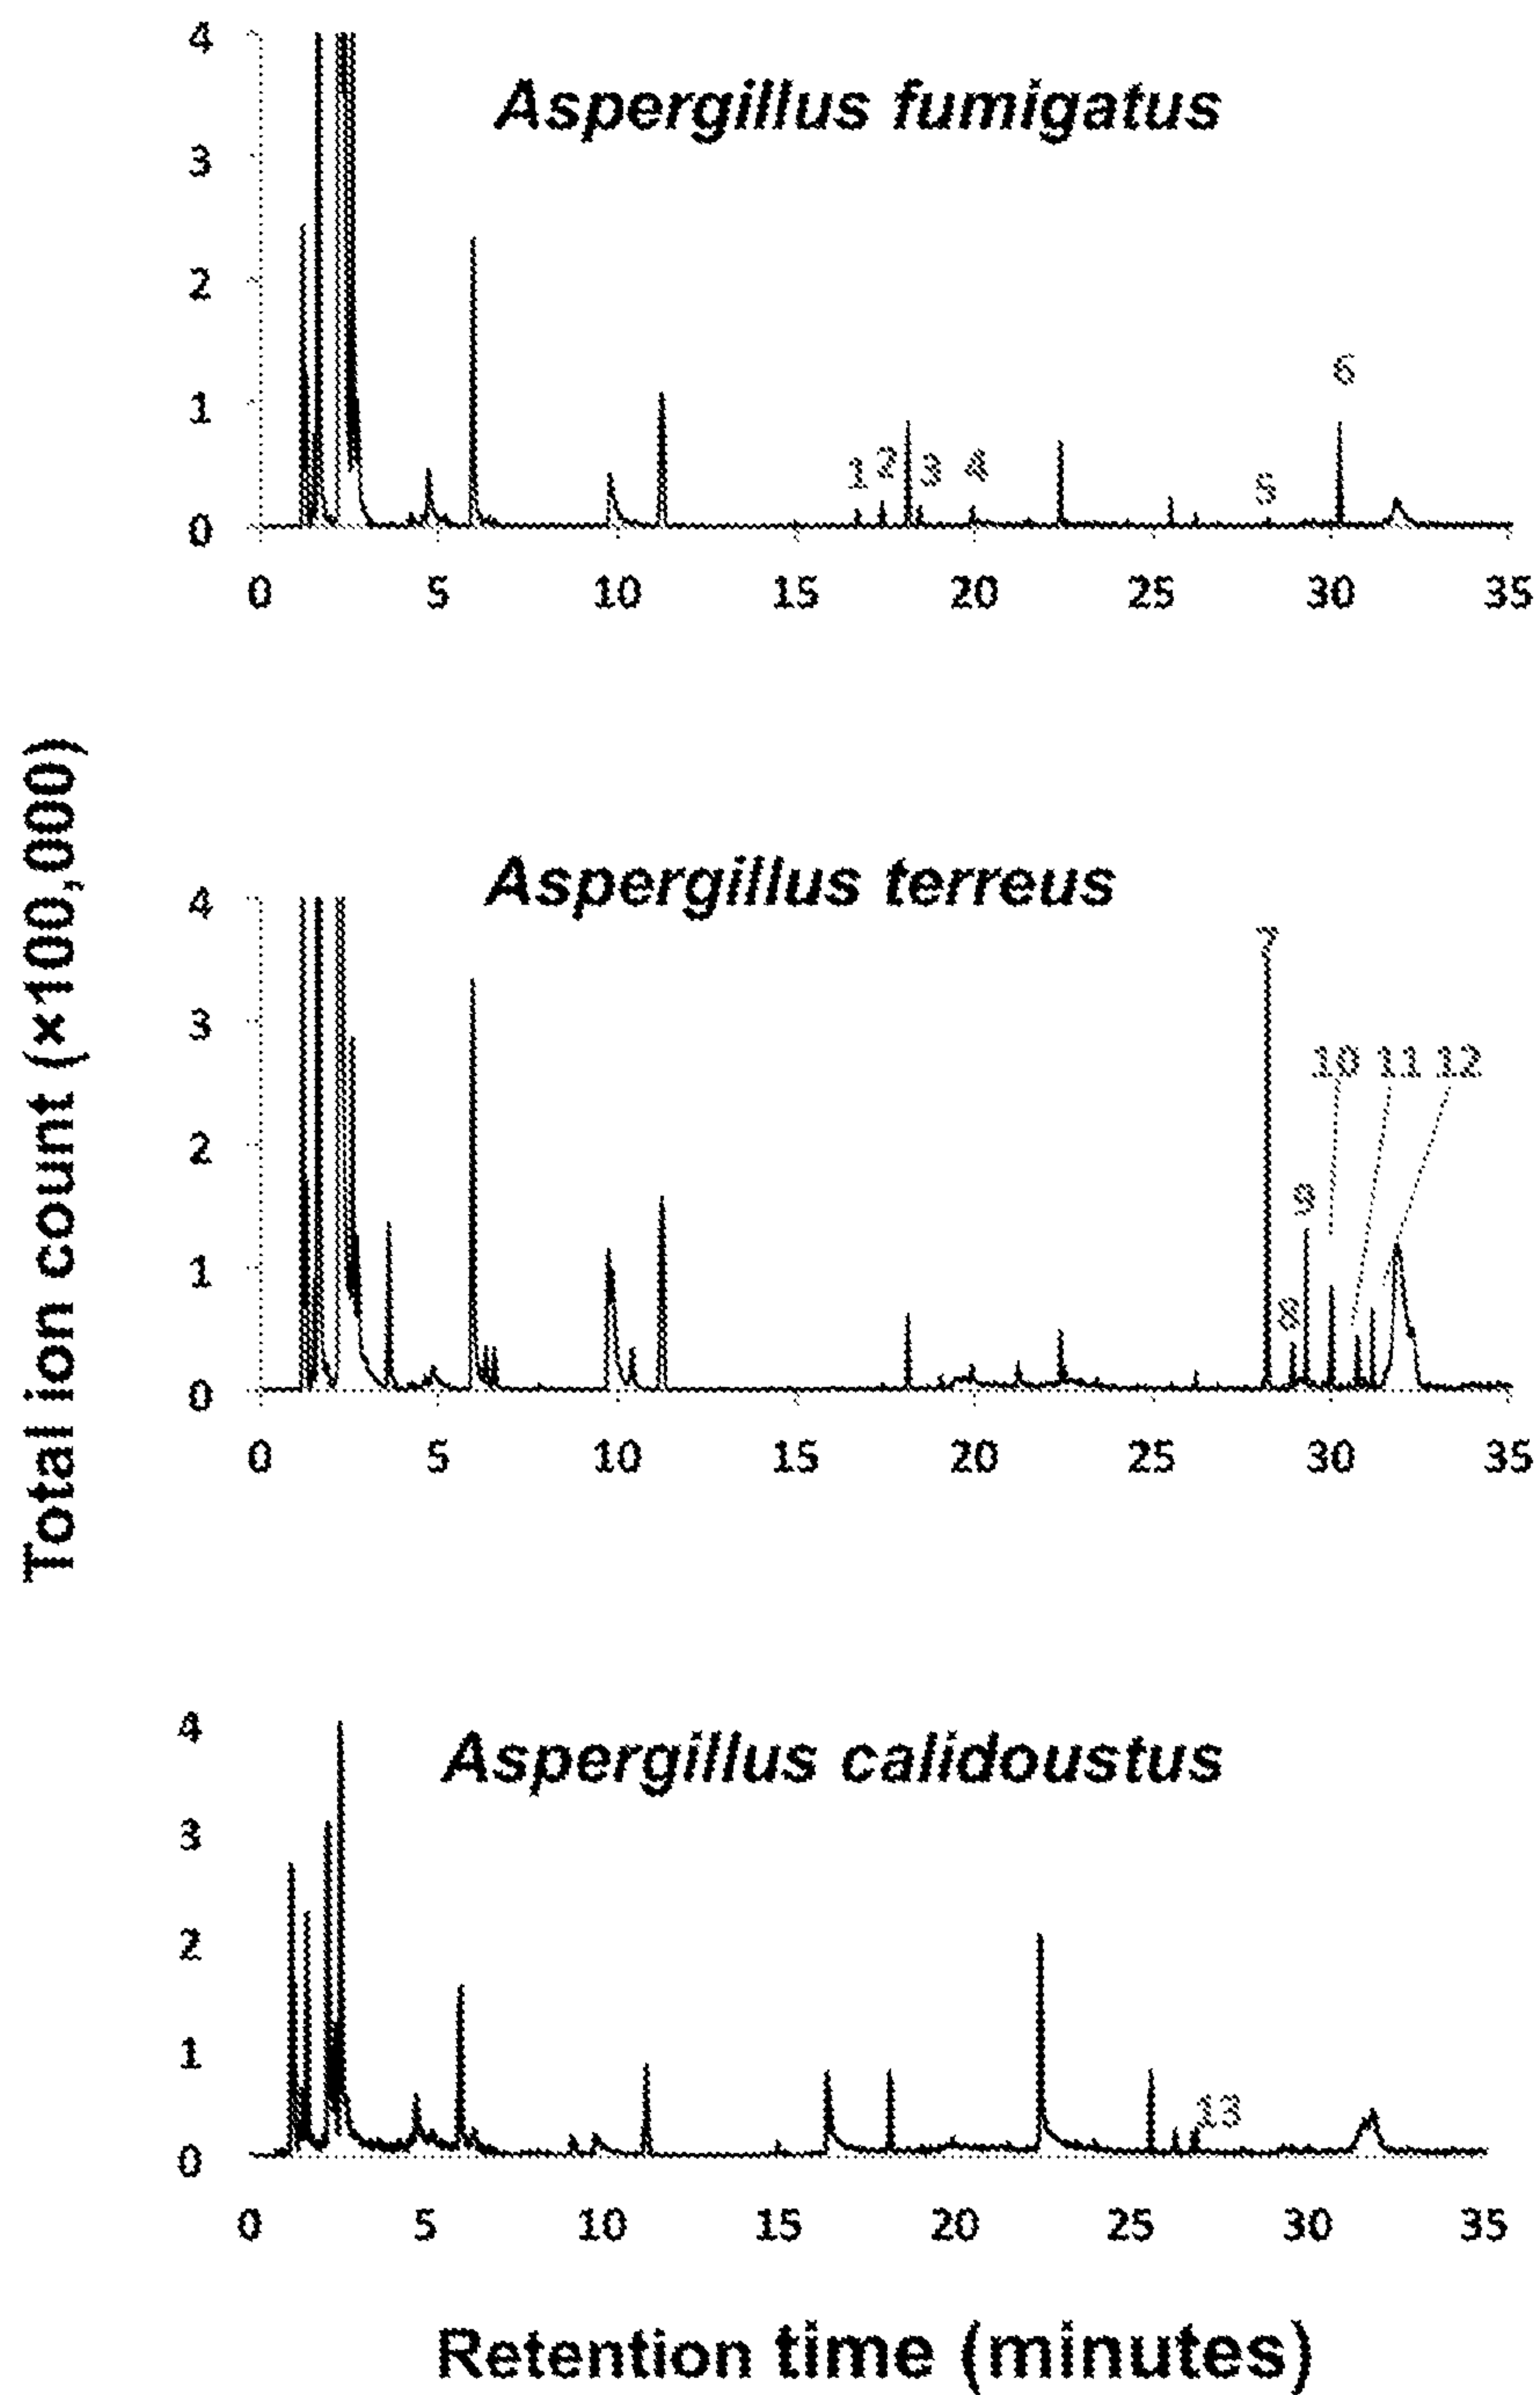 Total ion count (×100,000)
Aspergillus fumigatus
4
3
2
1
0
1 2 3 4 5 6
0 5 10 15 20 25 30 35
Aspergillus terreus
4
3
2
1
0
7
10 11 12
9
8
0 5 10 15 20 25 30 35
Aspergillus calidoustus
4
3
2
1
0
13
0 5 10 15 20 25 30 35
Retention time (minutes)